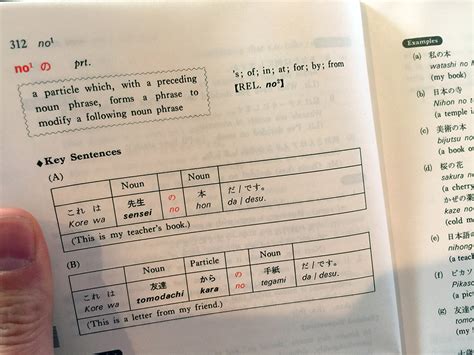 312 no¹
no¹ の prt.
a particle which, with a preceding
noun phrase, forms a phrase to
modify a following noun phrase
's; of; in; at; for; by; from
[REL. no²]
◆Key Sentences
(A)
Noun Noun
これ は 先生 の 本 だ/です。
Kore wa sensei no hon da/desu.
(This is my teacher's book.)
(B)
Noun Particle Noun
これ は 友達 から の 手紙 だ/です。
Kore wa tomodachi kara no tegami da/desu.
(This is a letter from my friend.)
Examples
(a) 私の本
watashi no
(my book)
(b) 日本の寺
Nihon no
(a temple
(c) 美術の本
bijutsu no
(a book
(d) 桜の花
sakura
(cherry
かぜの薬
kaze no
(cold
(e) 日本語の
nihongo
(a
(f) ピカ
Pikas
(g) 友達